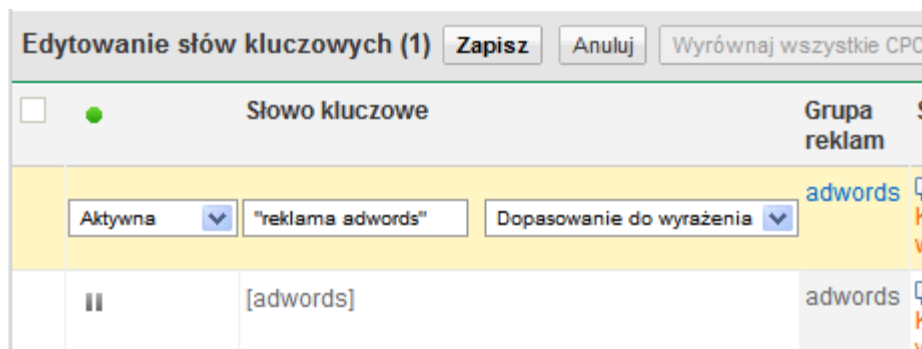 Edytowanie słów kluczowych (1) Zapisz Anuluj Wyrównaj wszystkie CPC
Słowo kluczowe Grupa
reklam
Aktywna "reklama adwords" Dopasowanie do wyrażenia adwords
[adwords] adwords